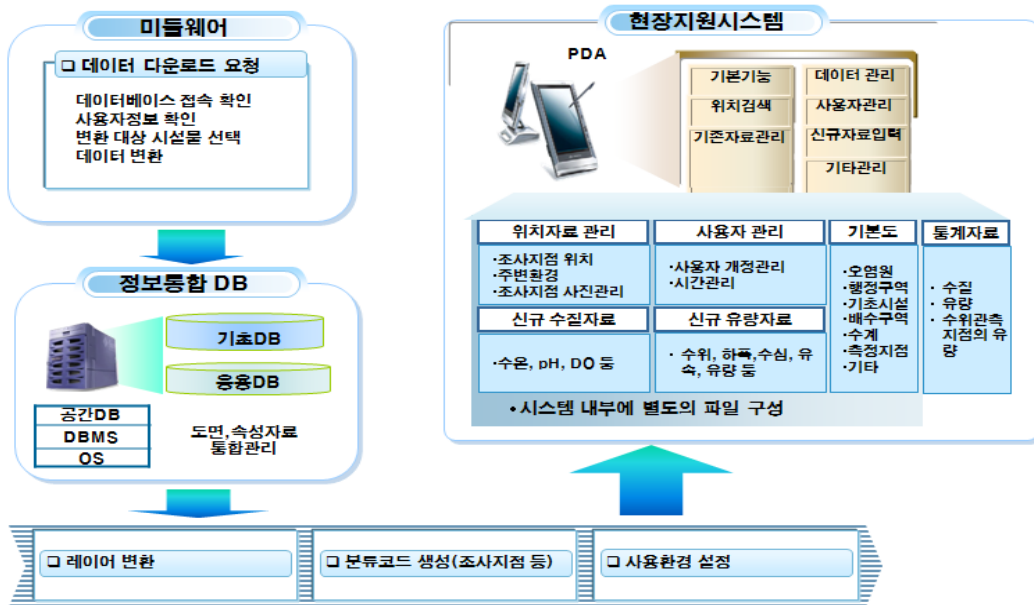 미들웨어
❑ 데이터 다운로드 요청
데이터베이스 접속 확인
사용자정보 확인
변환 대상 시설물 선택
데이터 변환
정보통합 DB
기초DB
응용DB
공간DB
DBMS
OS
도면,속성자료
통합관리
현장지원시스템
PDA
기본기능
위치검색
기존자료관리
데이터 관리
사용자관리
신규자료입력
기타관리
위치자료 관리
·조사지점 위치
·주변환경
·조사지점 사진관리
사용자 관리
·사용자 개정관리
·시간관리
기본도
·오염원
·행정구역
·기초시설
·배수구역
·수계
·측정지점
·기타
통계자료
· 수질
· 유량
· 수위관측
지점의 유
량
신규 수질자료
· 수온, pH, DO 등
신규 유량자료
· 수위, 하폭,수심, 유
속, 유량 등
·시스템 내부에 별도의 파일 구성
❑ 레이어 변환
❑ 분류코드 생성(조사지점 등)
❑ 사용환경 설정